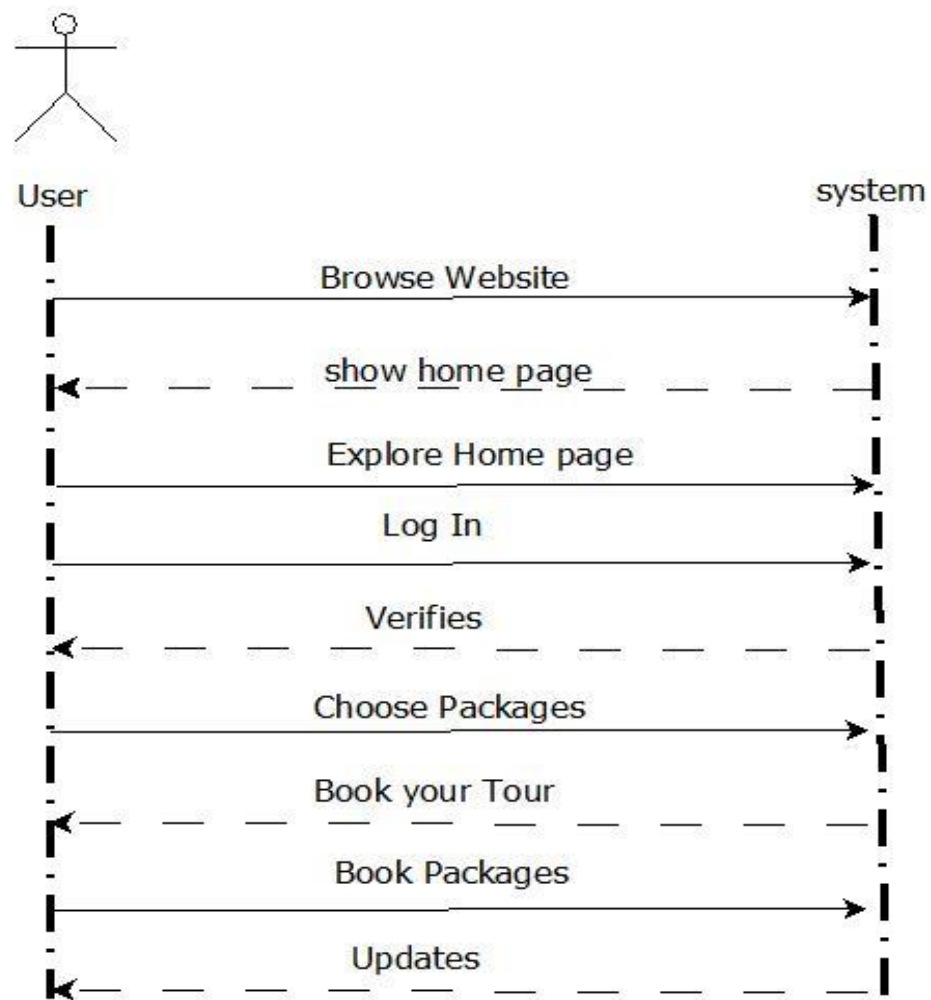 User
system
Browse Website
show home page
Explore Home page
Log In
Verifies
Choose Packages
Book your Tour
Book Packages
Updates